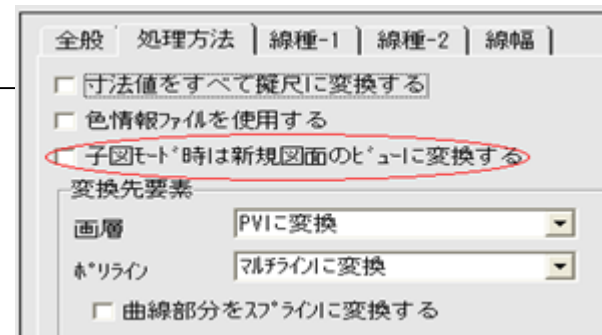 全般 処理方法 線種-1 線種-2 線幅
寸法値をすべて擬尺に変換する
色情報ファイルを使用する
子図モード時は新規図面のビューに変換する
変換先要素
画層 PVに変換
ポリライン マルチラインに変換
曲線部分をスプラインに変換する